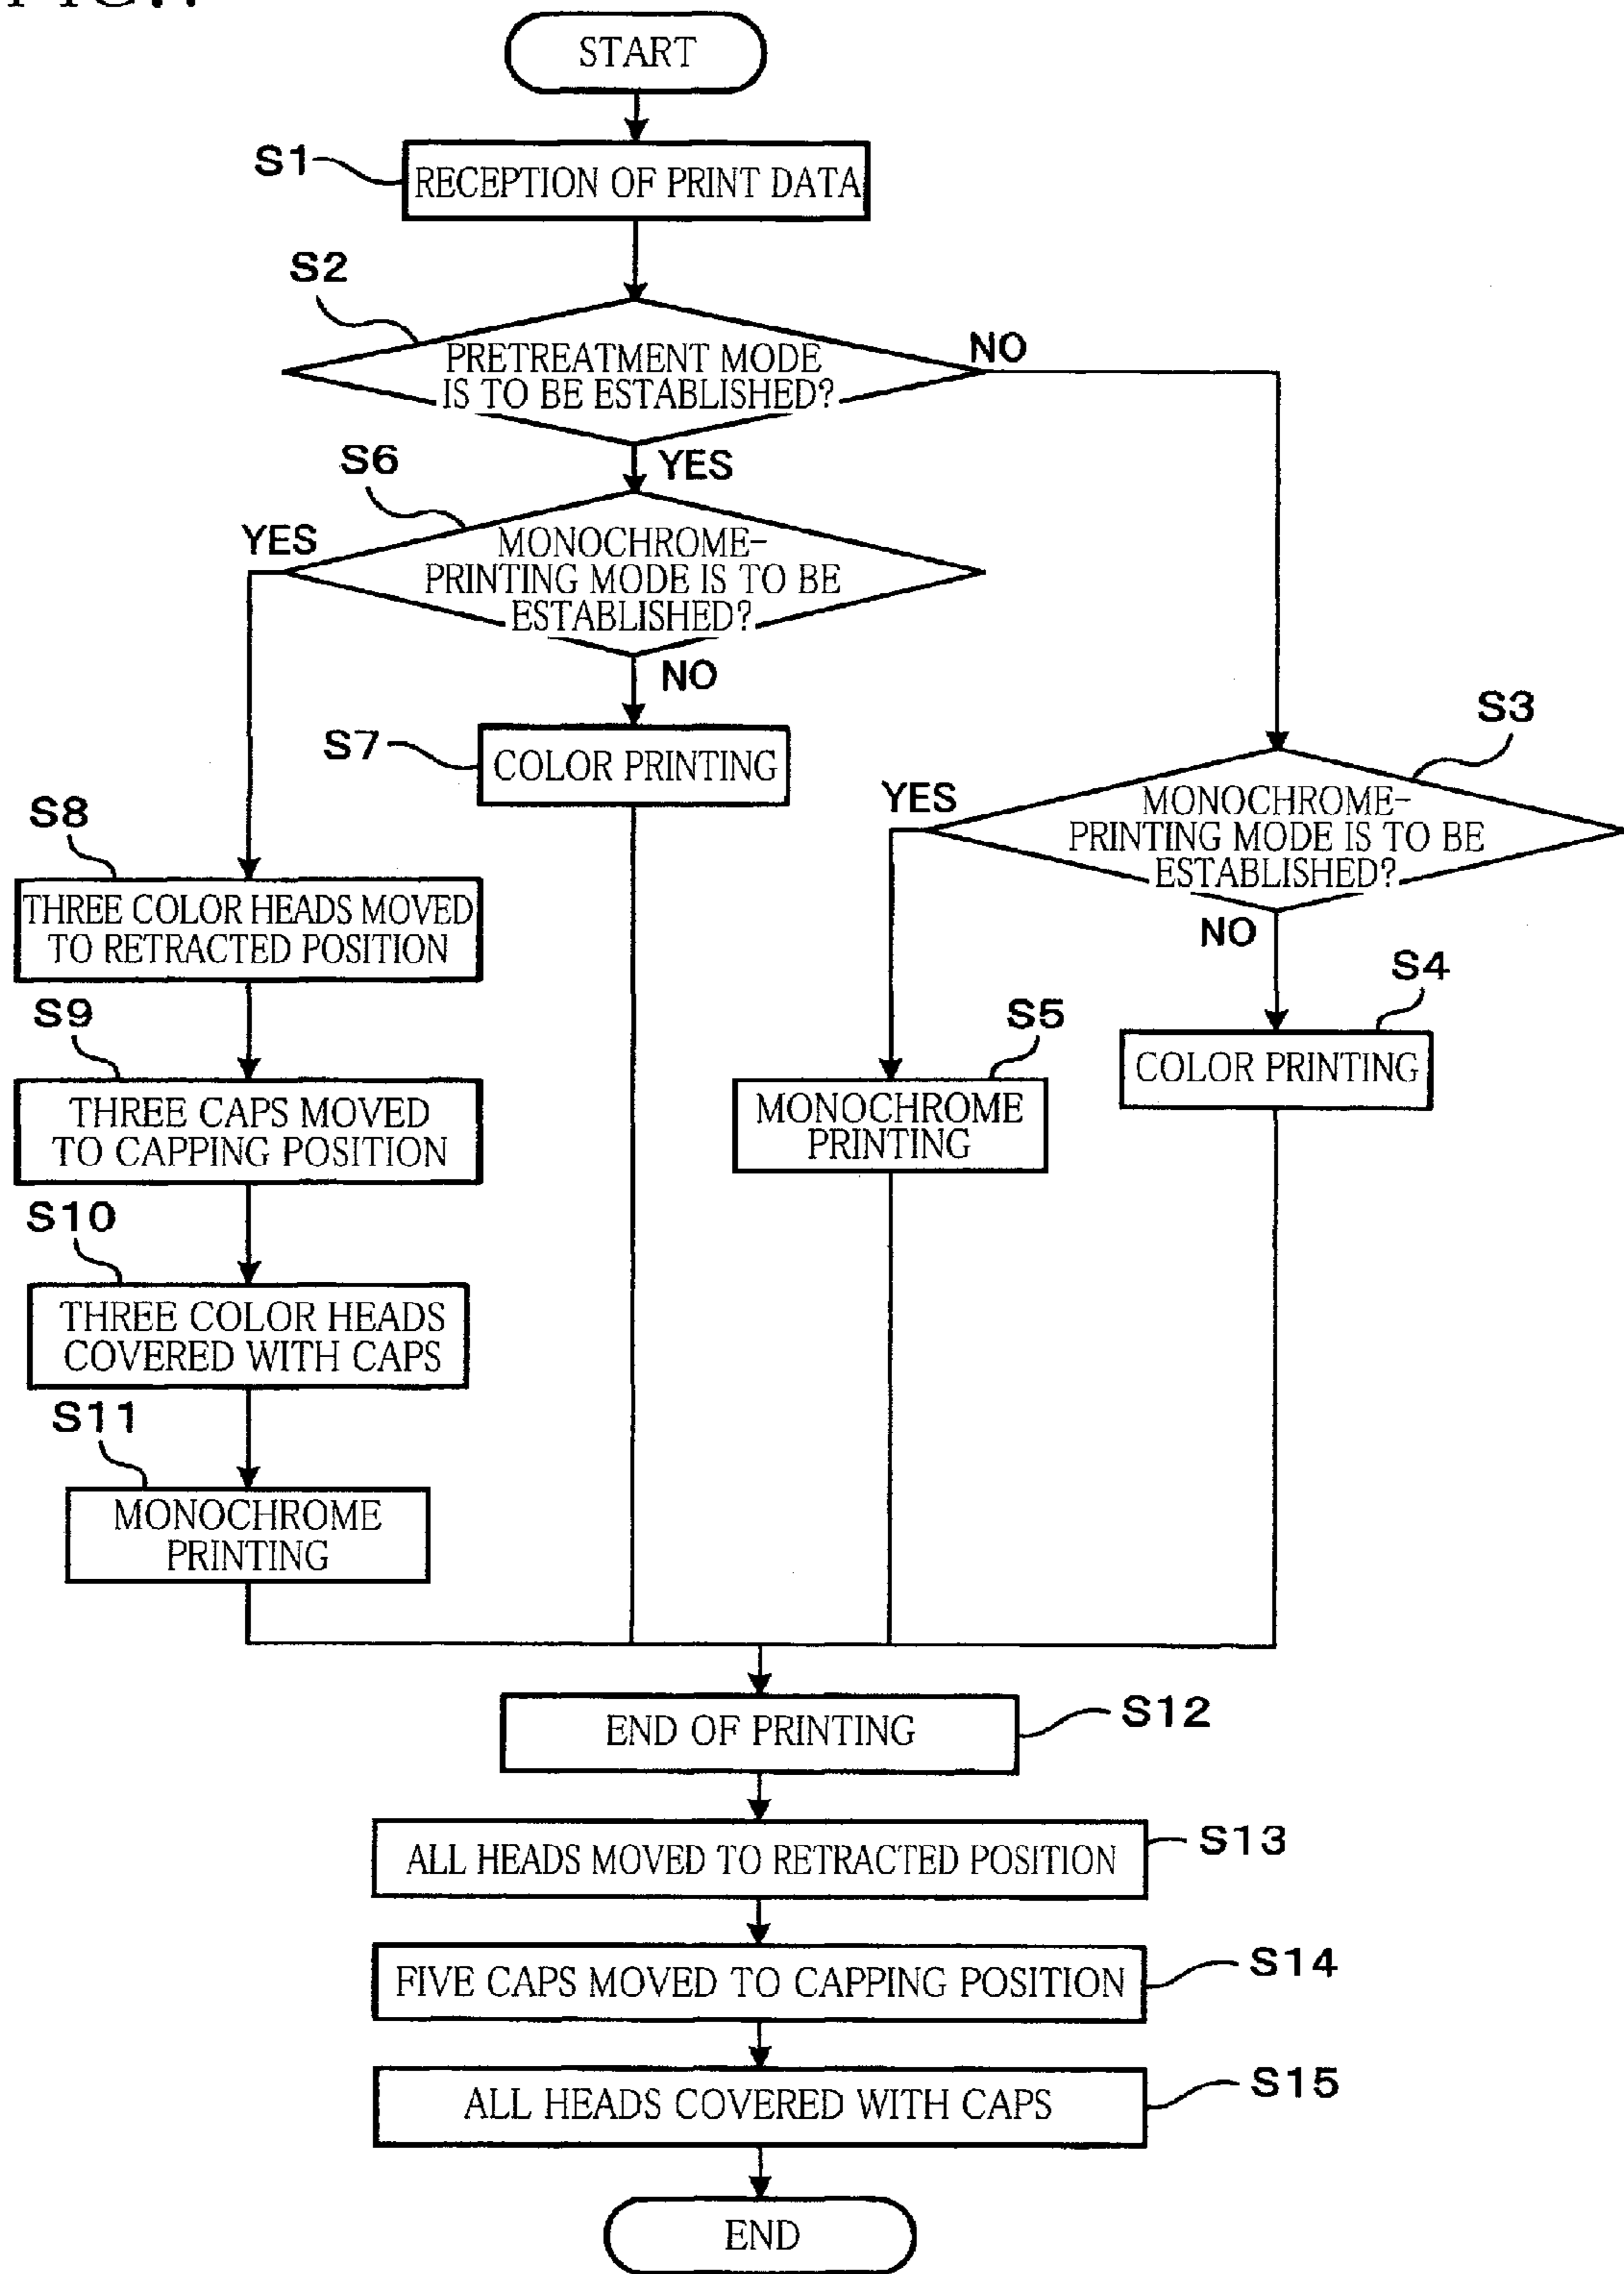 START
S1
RECEPTION OF PRINT DATA
S2
PRETREATMENT MODE
IS TO BE ESTABLISHED?
NO
YES
S6
MONOCHROME-
PRINTING MODE IS TO BE
ESTABLISHED?
YES
NO
S7
COLOR PRINTING
S3
MONOCHROME-
PRINTING MODE IS TO BE
ESTABLISHED?
YES
NO
S8
THREE COLOR HEADS MOVED
TO RETRACTED POSITION
S4
COLOR PRINTING
S5
MONOCHROME
PRINTING
S9
THREE CAPS MOVED
TO CAPPING POSITION
S10
THREE COLOR HEADS
COVERED WITH CAPS
S11
MONOCHROME
PRINTING
END OF PRINTING
S12
ALL HEADS MOVED TO RETRACTED POSITION
S13
FIVE CAPS MOVED TO CAPPING POSITION
S14
ALL HEADS COVERED WITH CAPS
S15
END